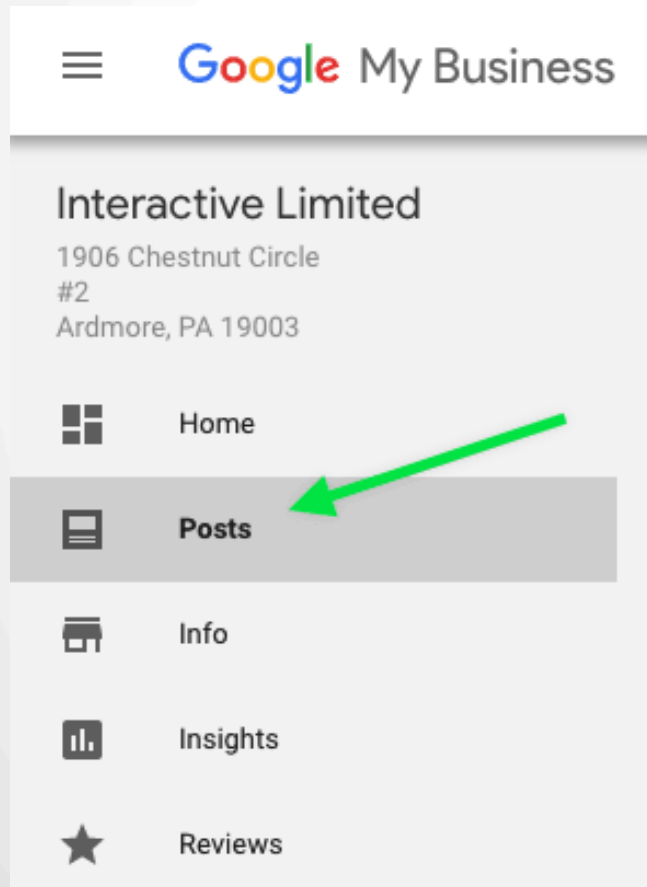 Google My Business
Interactive Limited
1906 Chestnut Circle
#2
Ardmore, PA 19003
Home
Posts
Info
Insights
Reviews